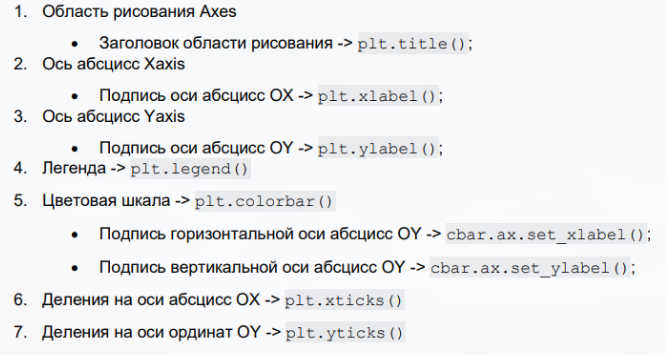 1. Область рисования Axes
• Заголовок области рисования -> plt.title();
2. Ось абсцисс Xaxis
• Подпись оси абсцисс OX -> plt.xlabel();
3. Ось абсцисс Yaxis
• Подпись оси абсцисс OY -> plt.ylabel();
4. Легенда -> plt.legend()
5. Цветовая шкала -> plt.colorbar()
• Подпись горизонтальной оси абсцисс OY -> cbar.ax.set_xlabel();
• Подпись вертикальной оси абсцисс OY -> cbar.ax.set_ylabel();
6. Деления на оси абсцисс OX -> plt.xticks()
7. Деления на оси ординат OY -> plt.yticks()